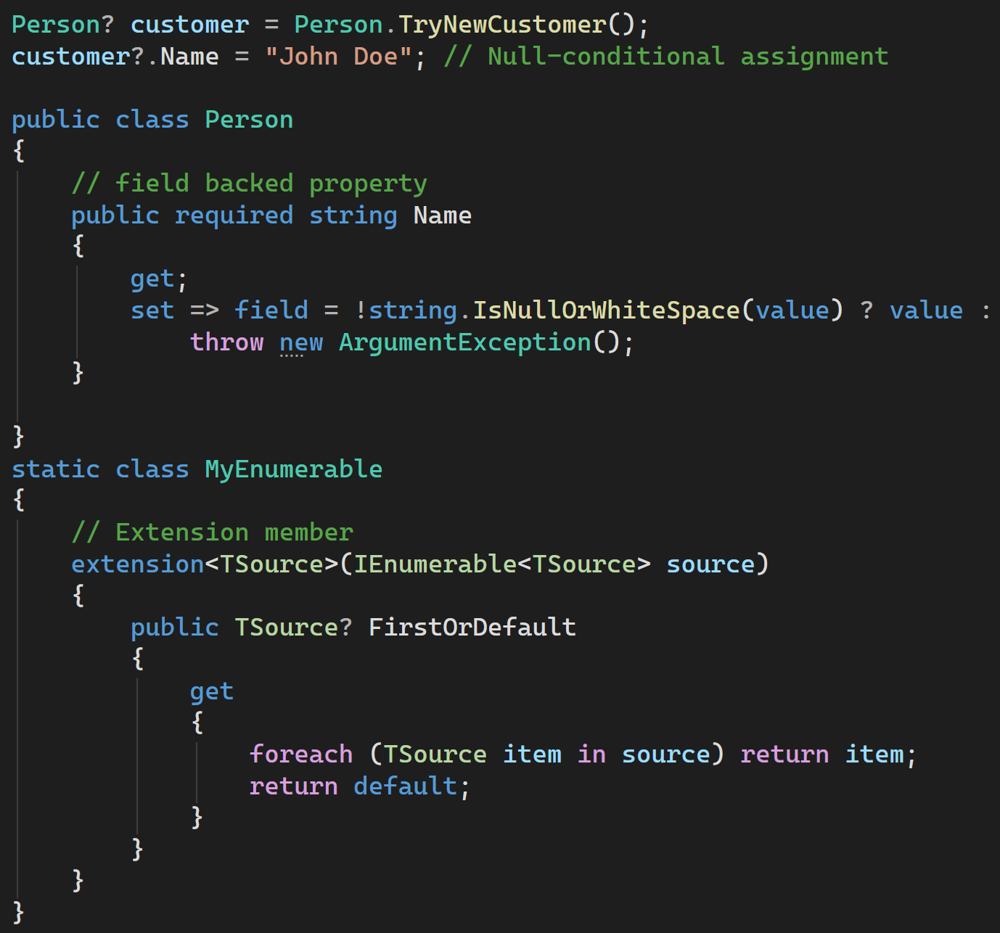 Person? customer = Person.TryNewCustomer();
customer?.Name = "John Doe"; // Null-conditional assignment
public class Person
{
    // field backed property
    public required string Name
    {
        get;
        set => field = !string.IsNullOrWhiteSpace(value) ? value :
            throw new ArgumentException();
    }
}
static class MyEnumerable
{
    // Extension member
    extension<TSource>(IEnumerable<TSource> source)
    {
        public TSource? FirstOrDefault
        {
            get
            {
                foreach (TSource item in source) return item;
                return default;
            }
        }
    }
}